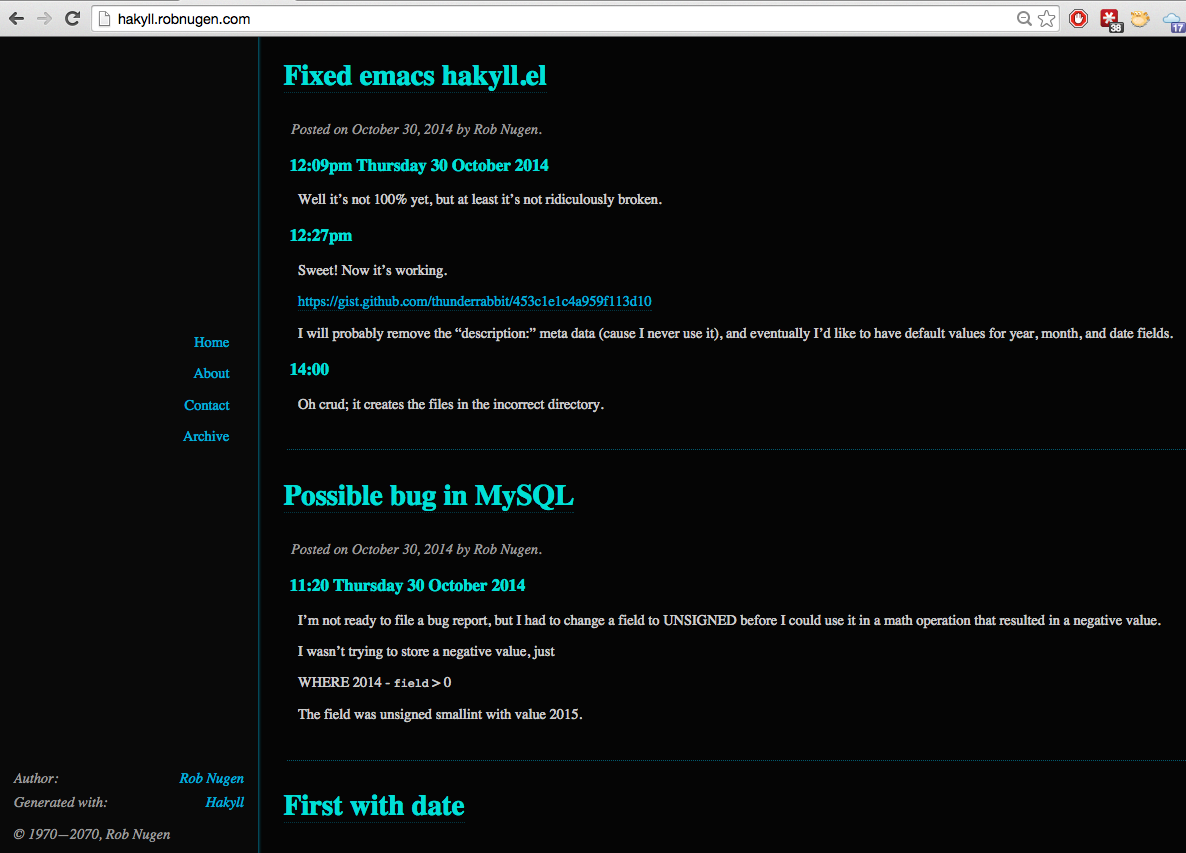 hakyll.robnugen.com
38
17
Fixed emacs hakyll.el
Posted on October 30, 2014 by Rob Nugen.
12:09pm Thursday 30 October 2014
Well it’s not 100% yet, but at least it’s not ridiculously broken.
12:27pm
Sweet! Now it’s working.
https://gist.github.com/thunderrabbit/453c1e1c4a959f113d10
I will probably remove the “description:” meta data (cause I never use it), and eventually I’d like to have default values for year, month, and date fields.
14:00
Oh crud; it creates the files in the incorrect directory.
Home
About
Contact
Archive
Possible bug in MySQL
Posted on October 30, 2014 by Rob Nugen.
11:20 Thursday 30 October 2014
I’m not ready to file a bug report, but I had to change a field to UNSIGNED before I could use it in a math operation that resulted in a negative value.
I wasn’t trying to store a negative value, just
WHERE 2014 - field > 0
The field was unsigned smallint with value 2015.
First with date
Author: Rob Nugen
Generated with: Hakyll
© 1970—2070, Rob Nugen